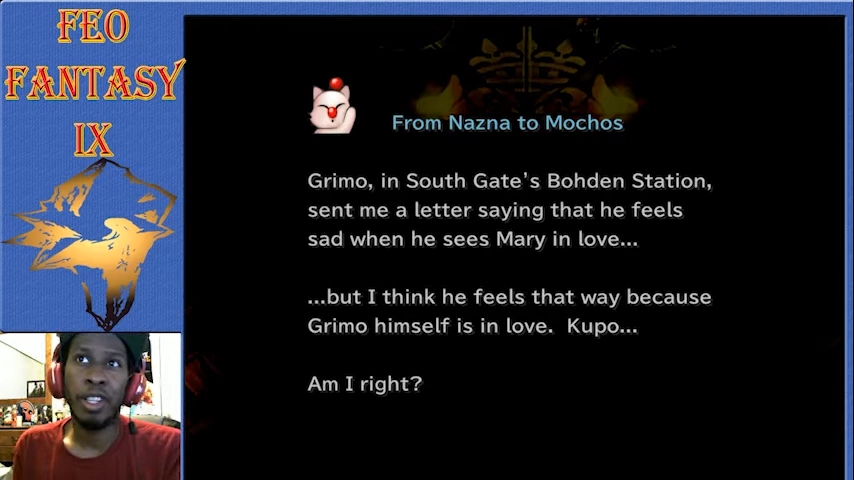 FEO
FANTASY
IX
From Nazna to Mochos
Grimo, in South Gate's Bohden Station,
sent me a letter saying that he feels
sad when he sees Mary in love...
...but I think he feels that way because
Grimo himself is in love.  Kupo...
Am I right?